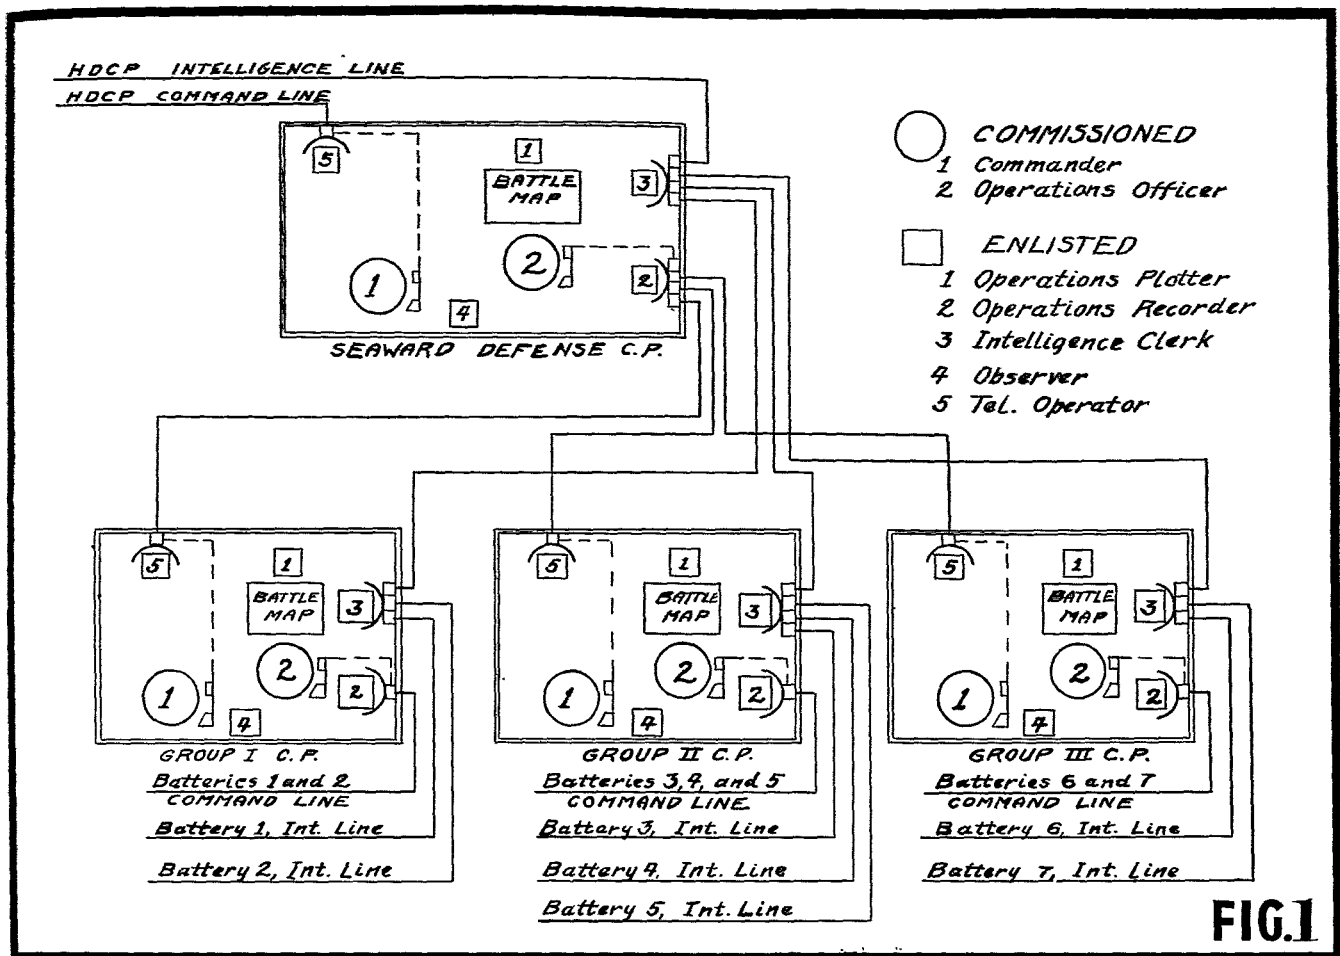 HDCP INTELLIGENCE LINE
HDCP COMMAND LINE
5
1
BATTLE
MAP
3
2
1
2
4
SEAWARD DEFENSE C.P.
COMMISSIONED
1 Commander
2 Operations Officer
ENLISTED
1 Operations Plotter
2 Operations Recorder
3 Intelligence Clerk
4 Observer
5 Tel. Operator
5
1
BATTLE
MAP
3
2
1
2
4
GROUP I C.P.
Batteries 1 and 2
COMMAND LINE
Battery 1, Int. Line
Battery 2, Int. Line
5
1
BATTLE
MAP
3
2
1
2
4
GROUP II C.P.
Batteries 3, 4, and 5
COMMAND LINE
Battery 3, Int. Line
Battery 4, Int. Line
Battery 5, Int. Line
5
1
BATTLE
MAP
3
2
1
2
4
GROUP III C.P.
Batteries 6 and 7
COMMAND LINE
Battery 6, Int. Line
Battery 7, Int. Line
FIG.1